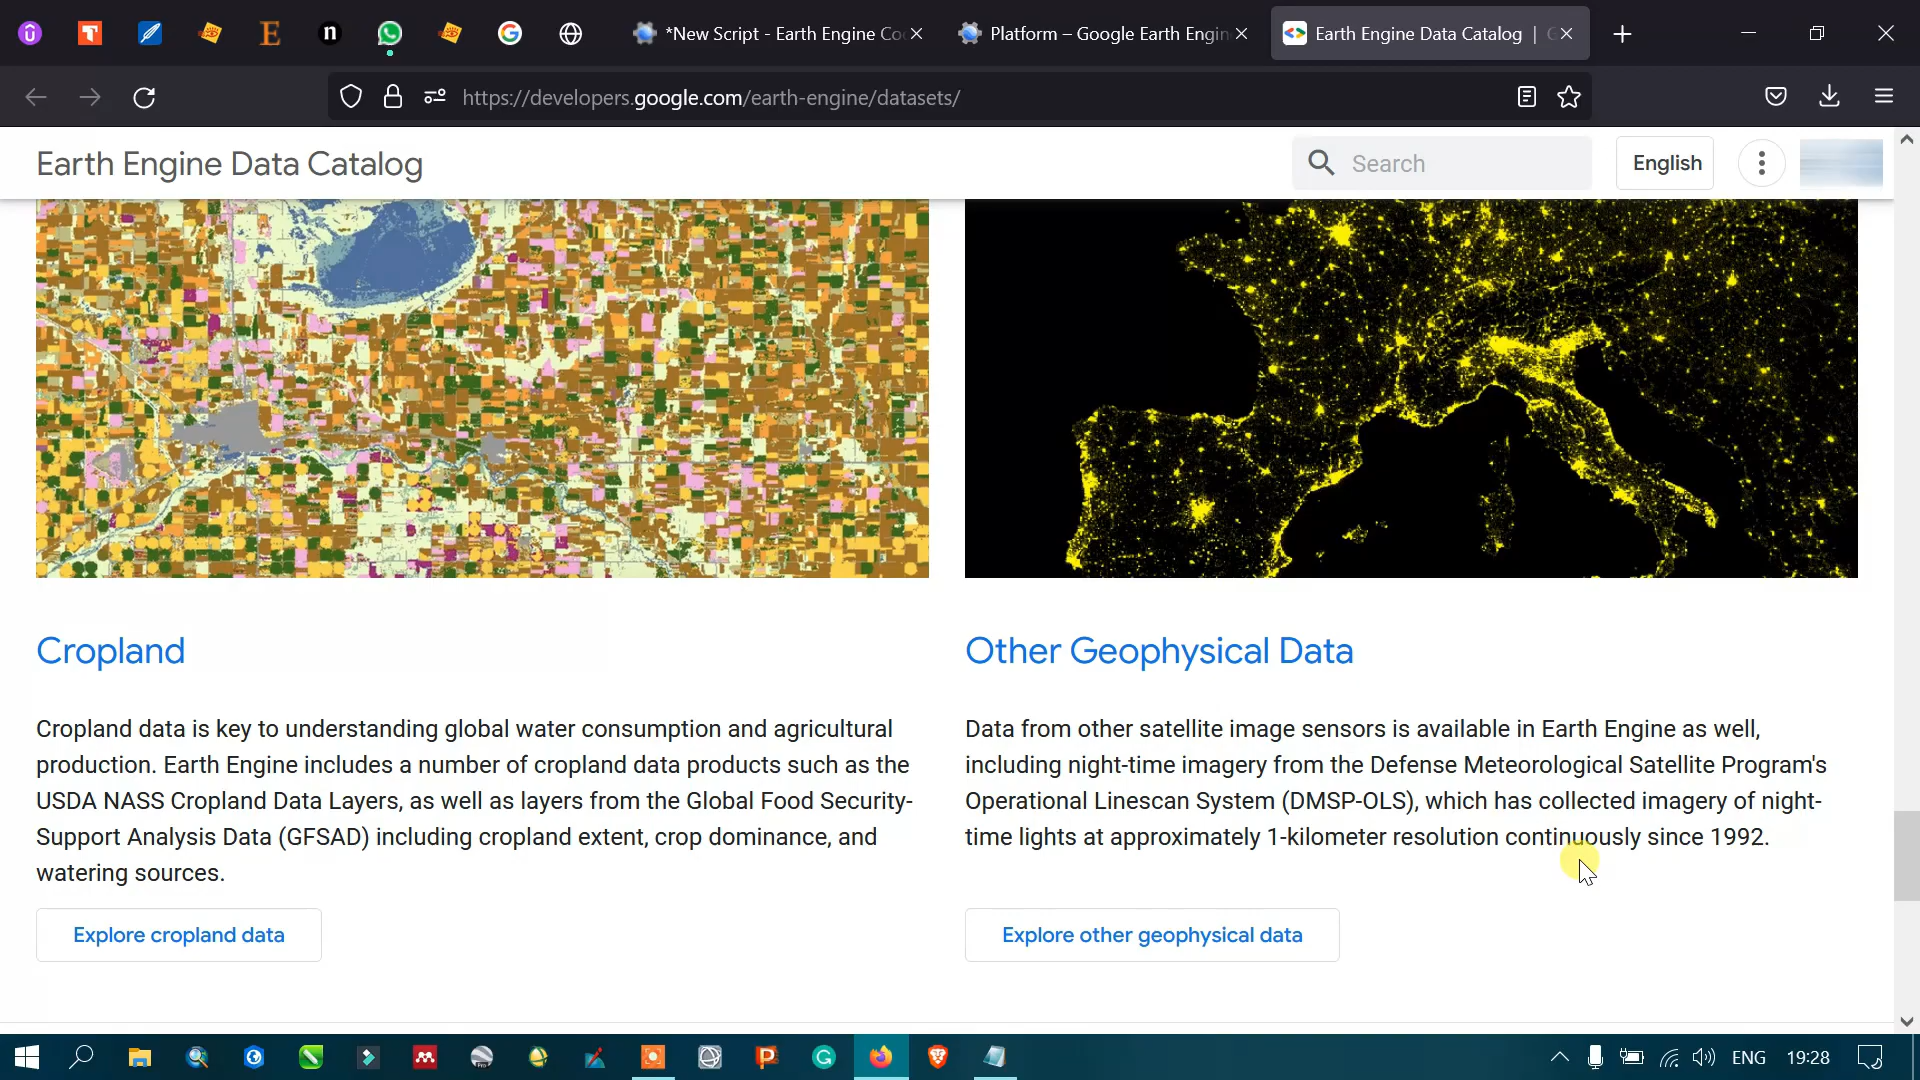 *New Script - Earth Engine Co
Platform – Google Earth Engin
Earth Engine Data Catalog | G
https://developers.google.com/earth-engine/datasets/
Earth Engine Data Catalog
Search
English
Cropland
Cropland data is key to understanding global water consumption and agricultural
production. Earth Engine includes a number of cropland data products such as the
USDA NASS Cropland Data Layers, as well as layers from the Global Food Security-
Support Analysis Data (GFSAD) including cropland extent, crop dominance, and
watering sources.
Explore cropland data
Other Geophysical Data
Data from other satellite image sensors is available in Earth Engine as well,
including night-time imagery from the Defense Meteorological Satellite Program's
Operational Linescan System (DMSP-OLS), which has collected imagery of night-
time lights at approximately 1-kilometer resolution continuously since 1992.
Explore other geophysical data
ENG
19:28